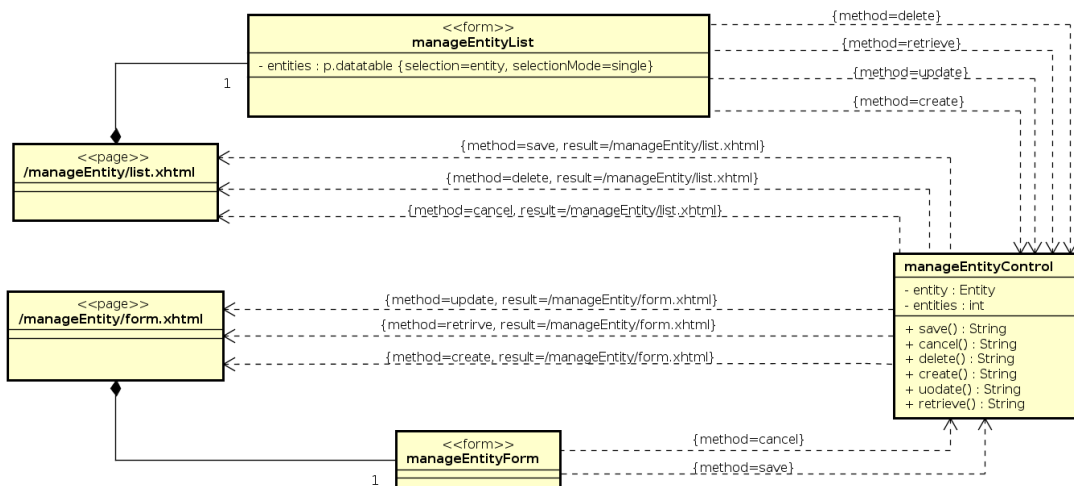 <<form>>
manageEntityList
- entities : p.datatable {selection=entity, selectionMode=single}
{method=delete}
{method=retrieve}
{method=update}
{method=create}
1
<<page>>
/manageEntity/list.xhtml
{method=save, result=/manageEntity/list.xhtml}
{method=delete, result=/manageEntity/list.xhtml}
{method=cancel, result=/manageEntity/list.xhtml}
manageEntityControl
- entity : Entity
- entities : int
+ save() : String
+ cancel() : String
+ delete() : String
+ create() : String
+ uodate() : String
+ retrieve() : String
<<page>>
/manageEntity/form.xhtml
{method=update, result=/manageEntity/form.xhtml}
{method=retrirve, result=/manageEntity/form.xhtml}
{method=create, result=/manageEntity/form.xhtml}
<<form>>
manageEntityForm
1
{method=cancel}
{method=save}